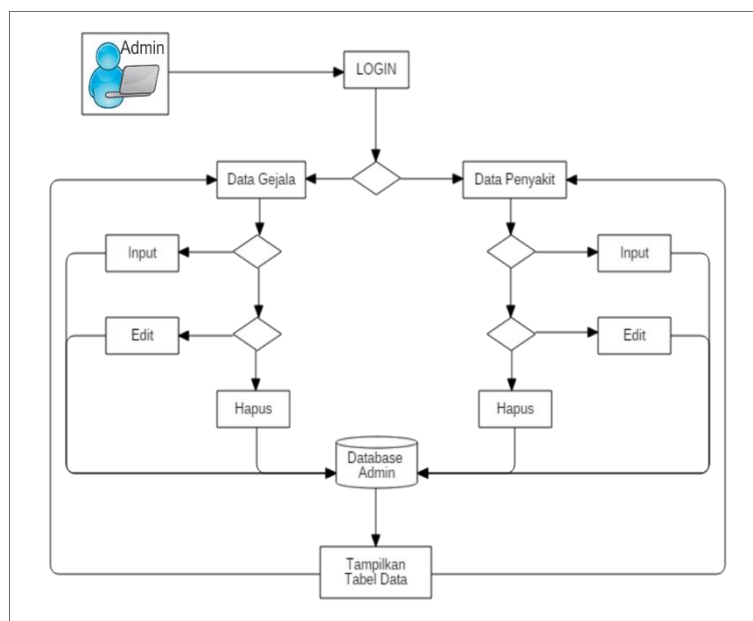 Admin
LOGIN
Data Gejala
Data Penyakit
Input
Input
Edit
Edit
Hapus
Hapus
Database
Admin
Tampilkan
Tabel Data